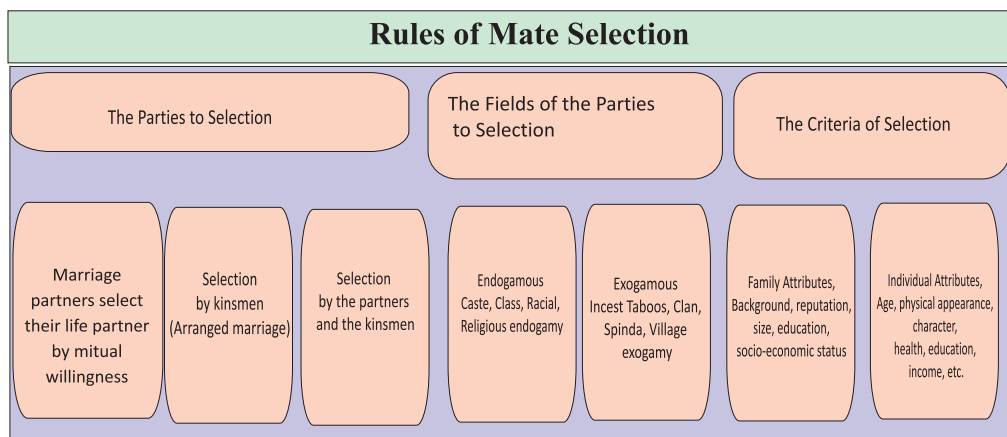 Rules of Mate Selection
The Parties to Selection
The Fields of the Parties
to Selection
The Criteria of Selection
Marriage
partners select
their life partner
by mitual
willingness
Selection
by kinsmen
(Arranged marriage)
Selection
by the partners
and the kinsmen
Endogamous
Caste, Class, Racial,
Religious endogamy
Exogamous
Incest Taboos, Clan,
Spinda, Village
exogamy
Family Attributes,
Background, reputation,
size, education,
socio-economic status
Individual Attributes,
Age, physical appearance,
character,
health, education,
income, etc.